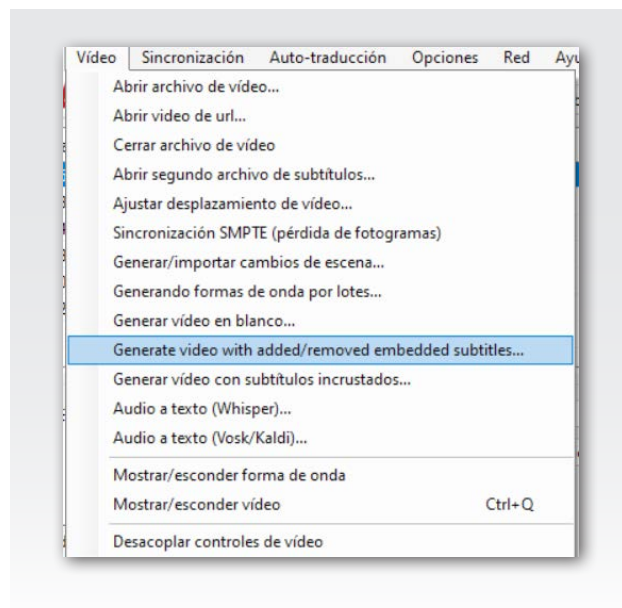 Vídeo Sincronización Auto-traducción Opciones Red
Abrir archivo de vídeo...
Abrir video de url...
Cerrar archivo de vídeo
Abrir segundo archivo de subtítulos...
Ajustar desplazamiento de vídeo...
Sincronización SMPTE (pérdida de fotogramas)
Generar/importar cambios de escena...
Generando formas de onda por lotes...
Generar vídeo en blanco...
Generate video with added/removed embedded subtitles...
Generar vídeo con subtítulos incrustados...
Audio a texto (Whisper)...
Audio a texto (Vosk/Kaldi)...
Mostrar/esconder forma de onda
Mostrar/esconder vídeo Ctrl+Q
Desacoplar controles de vídeo